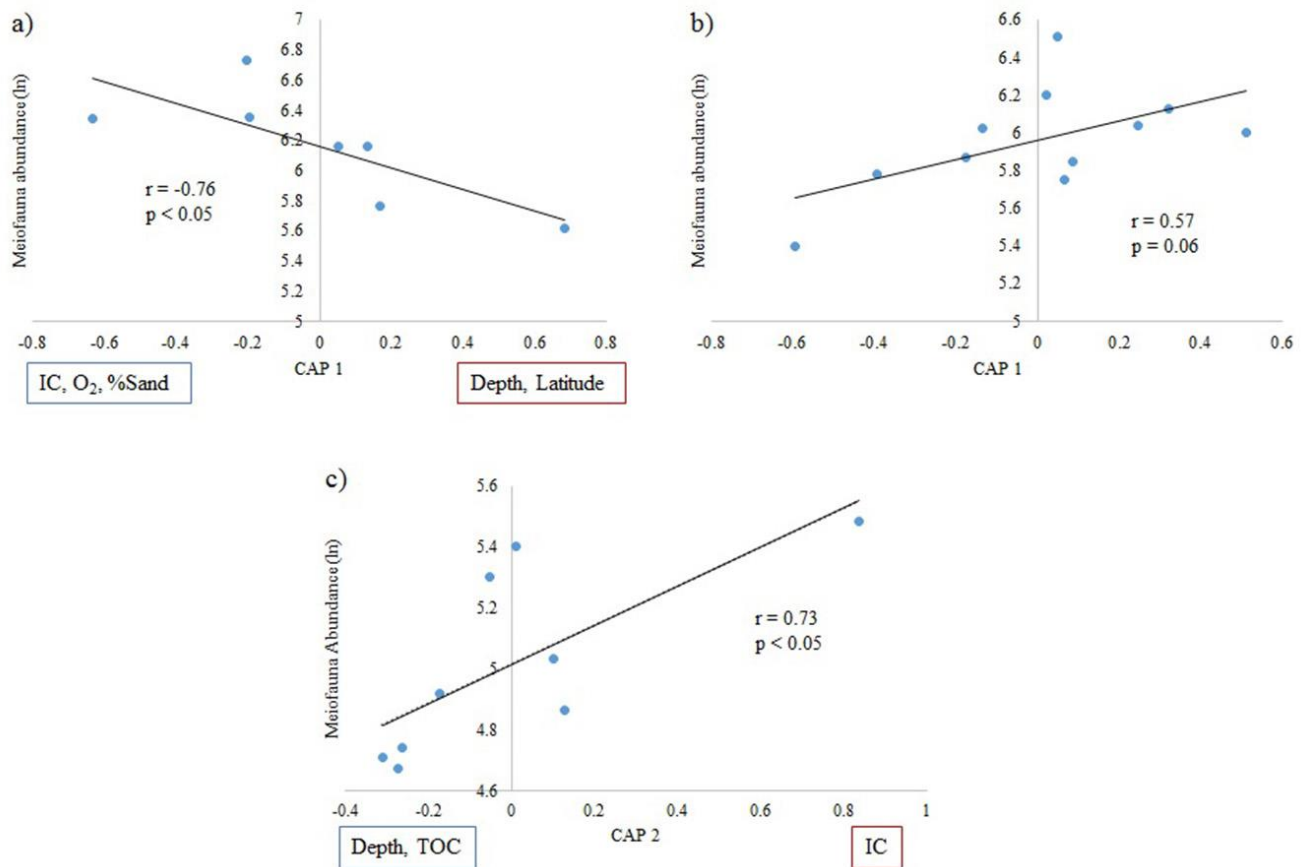 a)
Meiofauna abundance (ln)
7
6.8
6.6
6.4
6.2
6
5.8
5.6
5.4
5.2
5
r = -0.76
p < 0.05
-0.8 -0.6 -0.4 -0.2 0 0.2 0.4 0.6 0.8
CAP 1
IC, O₂, %Sand
Depth, Latitude
b)
Meiofauna abundance (ln)
6.6
6.4
6.2
6
5.8
5.6
5.4
5.2
5
r = 0.57
p = 0.06
-0.8 -0.6 -0.4 -0.2 0 0.2 0.4 0.6
CAP 1
c)
Meiofauna Abundance (ln)
5.6
5.4
5.2
5
4.8
4.6
r = 0.73
p < 0.05
-0.4 -0.2 0 0.2 0.4 0.6 0.8 1
CAP 2
Depth, TOC
IC